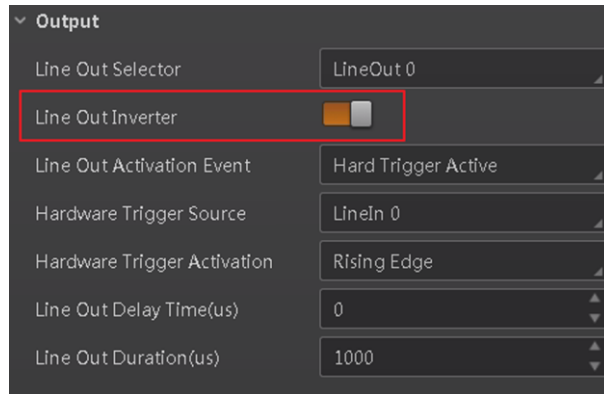 Output
Line Out Selector LineOut 0
Line Out Inverter
Line Out Activation Event Hard Trigger Active
Hardware Trigger Source LineIn 0
Hardware Trigger Activation Rising Edge
Line Out Delay Time(us) 0
Line Out Duration(us) 1000